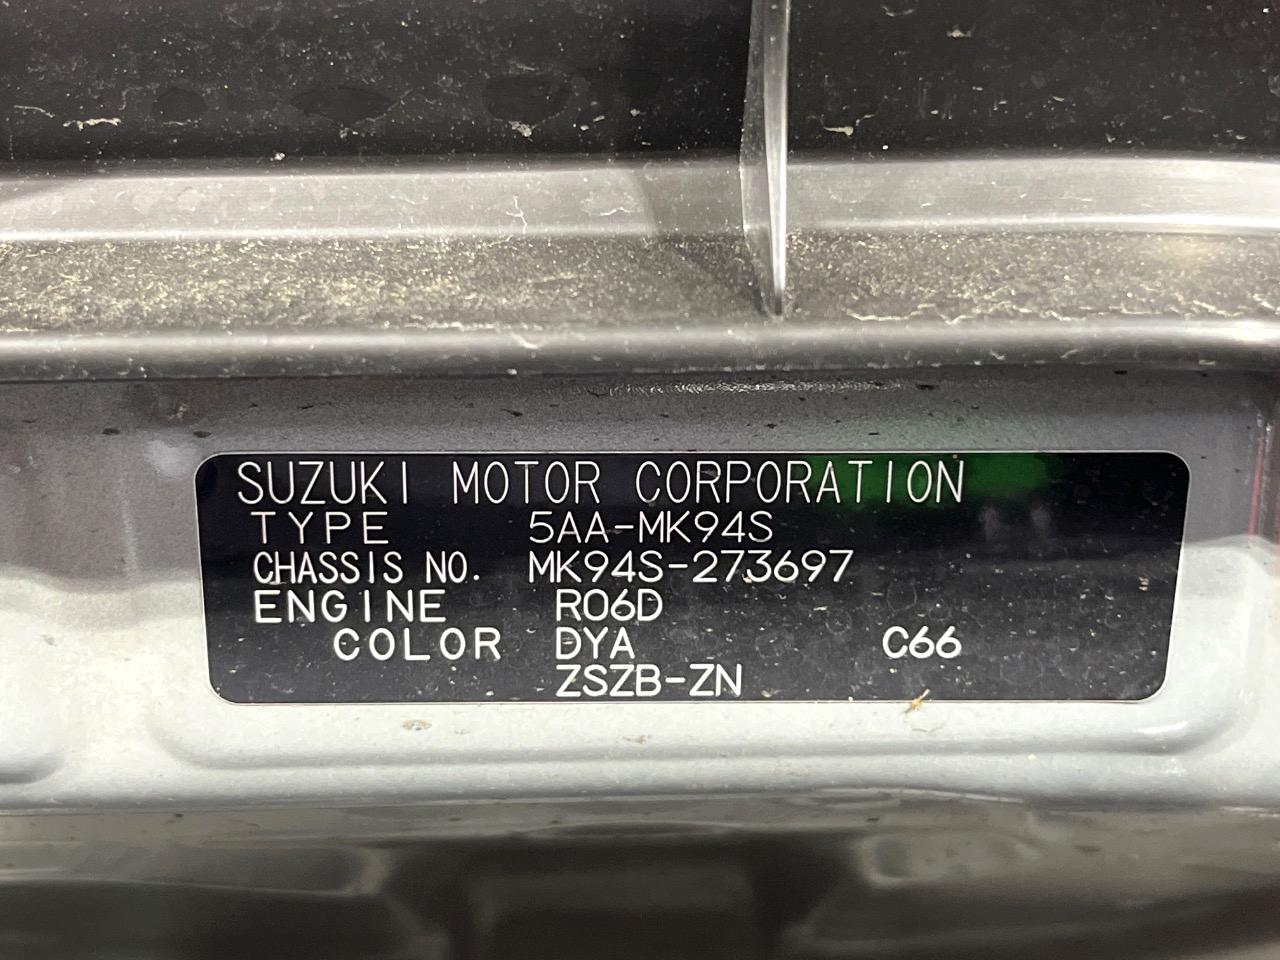 SUZUKI MOTOR CORPORATION
TYPE 5AA-MK94S
CHASSIS NO. MK94S-273697
ENGINE R06D
COLOR DYA C66
ZSZB-ZN